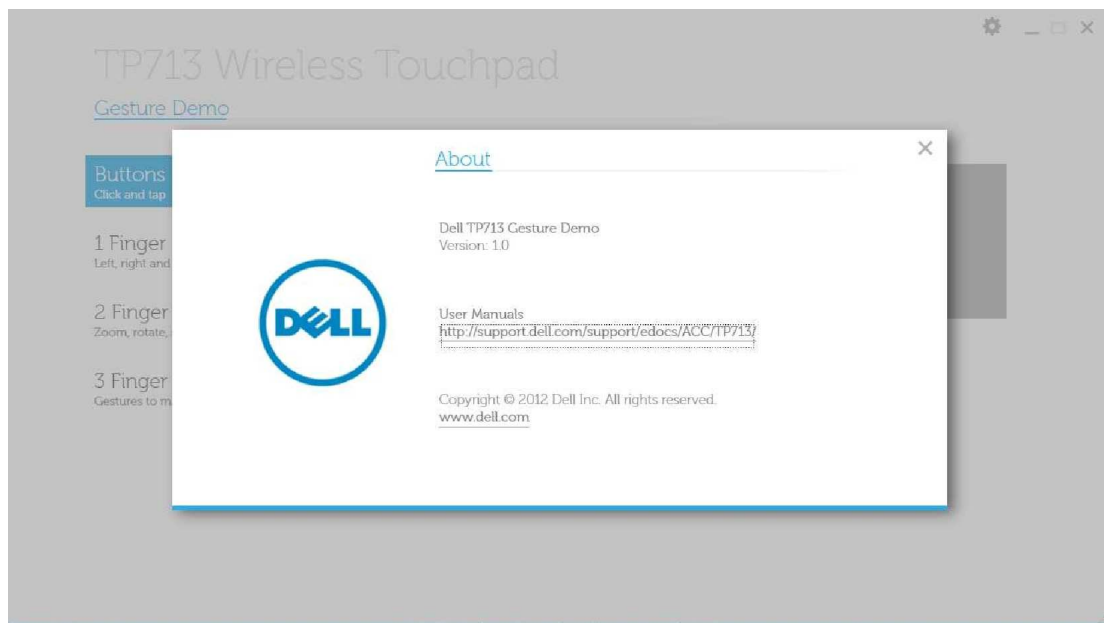 TP713 Wireless Touchpad
Gesture Demo
Buttons
Click and tap
1 Finger
Left, right and
2 Finger
Zoom, rotate,
3 Finger
Gestures to
About
Dell TP713 Gesture Demo
Version: 1.0
DELL
User Manuals
http://support.dell.com/support/edocs/ACC/TP713/
Copyright © 2012 Dell Inc. All rights reserved.
www.dell.com